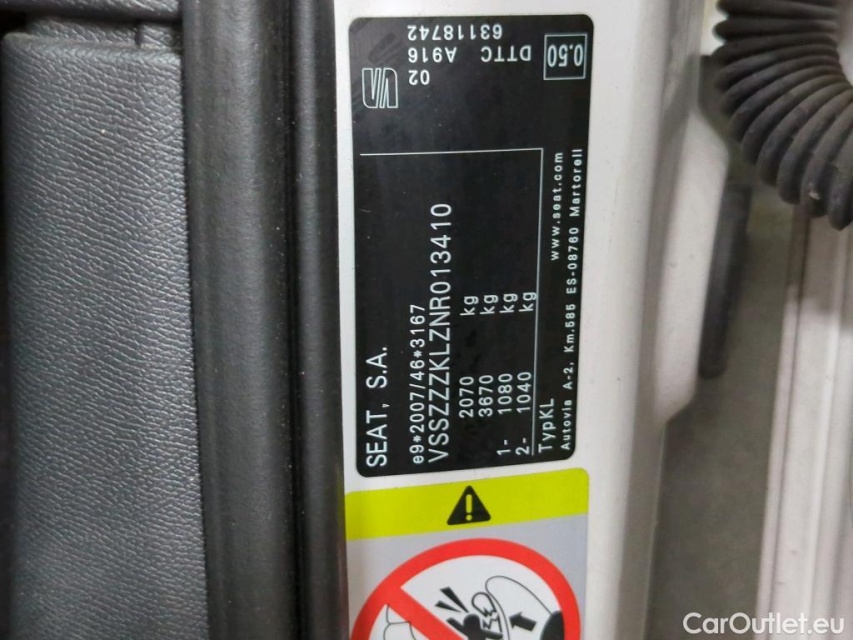 SEAT, S.A.
e9*2007/46*3167
VSSZZZKLZNR013410
2070 kg
3670 kg
1- 1080 kg
2- 1040 kg
TypKL www.seat.com
Autovia A-2, Km.585 ES-08760 Martorell
02
DTTC A916
63118742
0.50
CarOutlet.eu